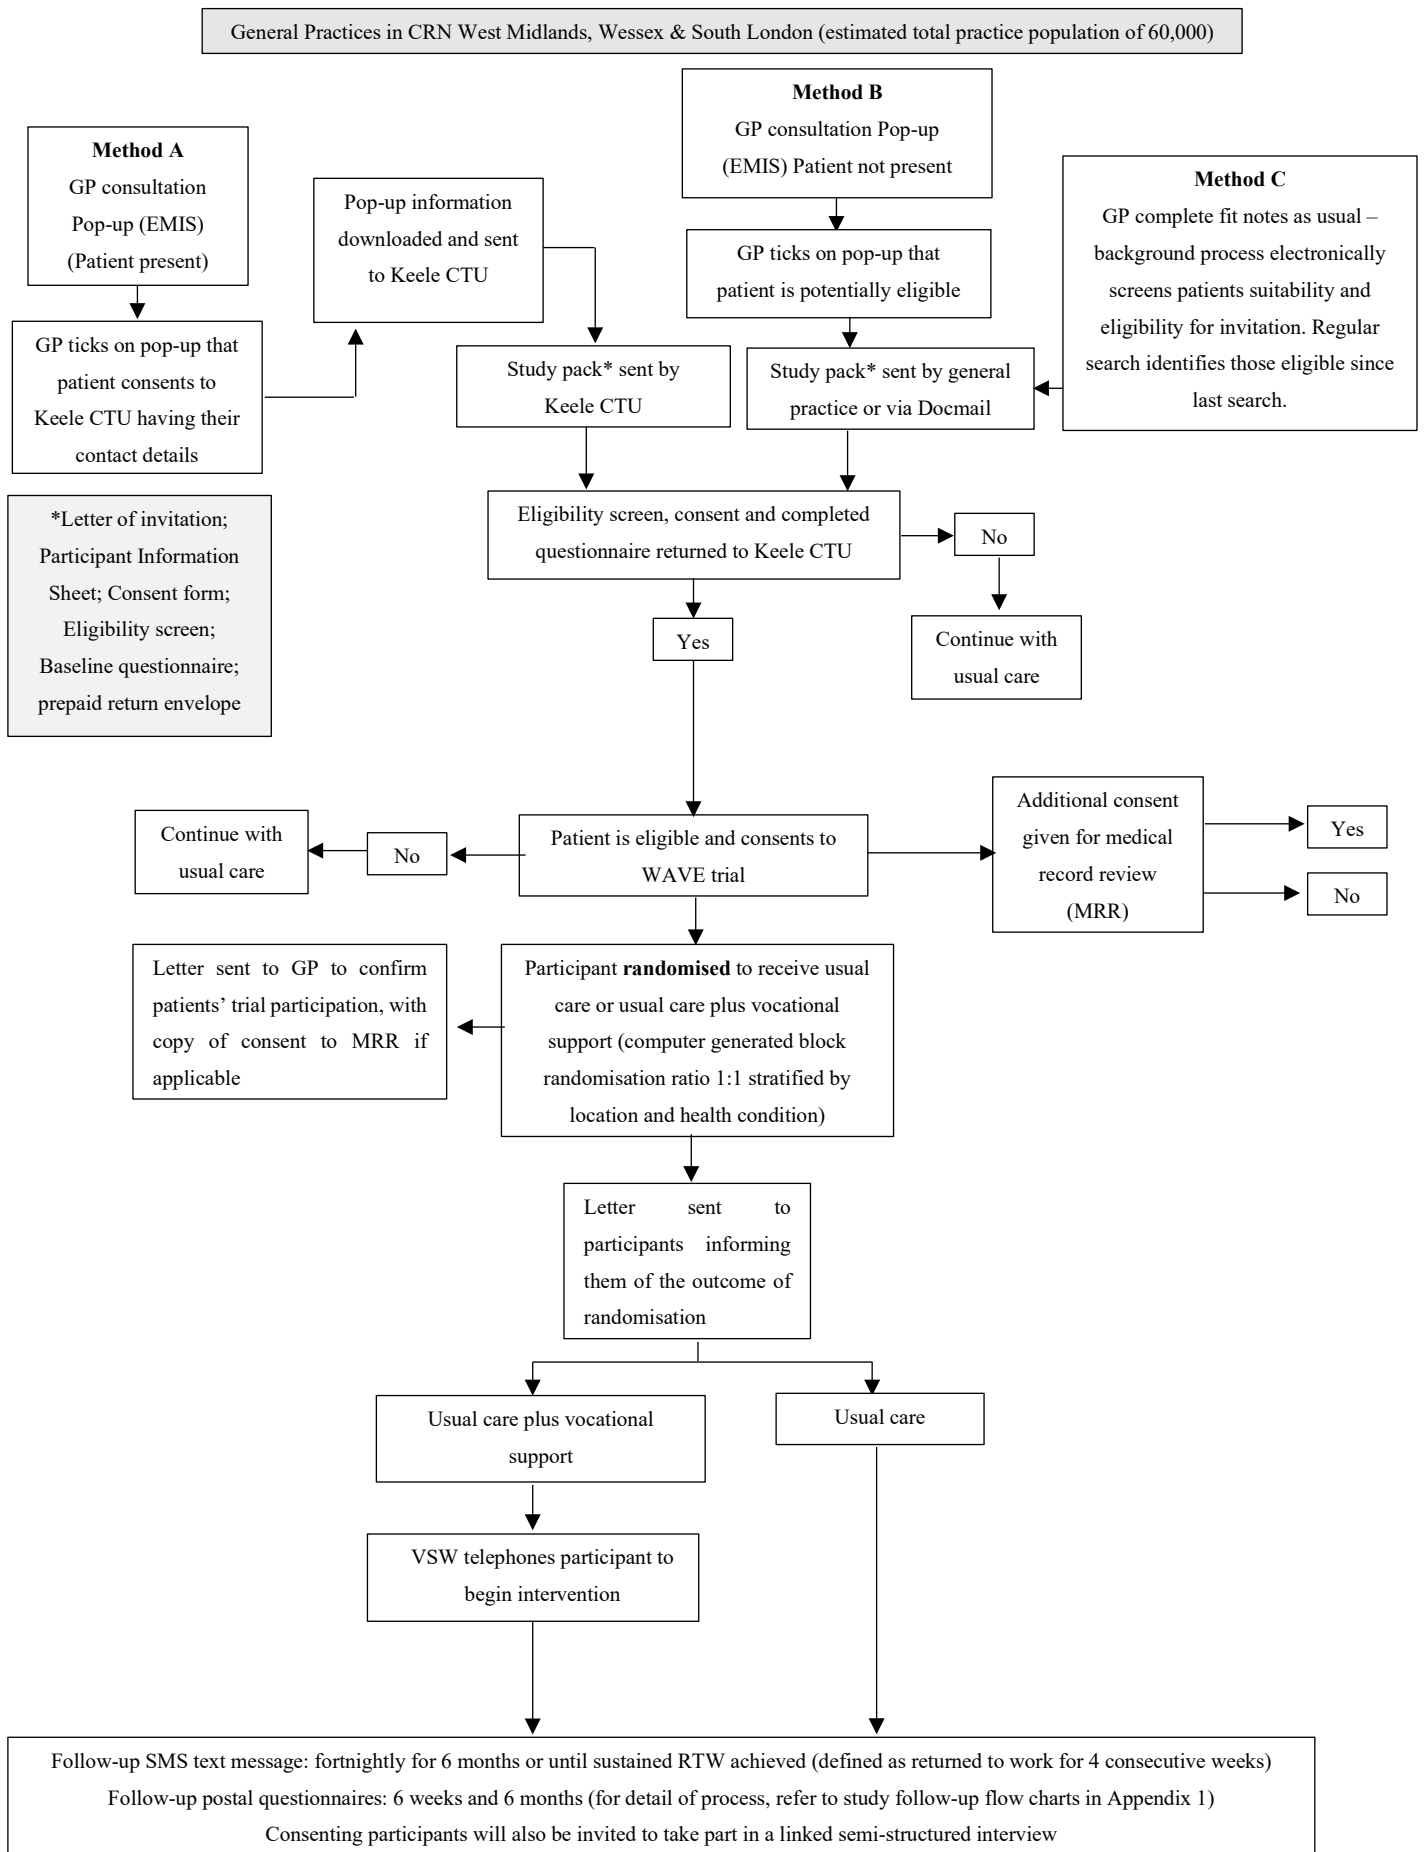 General Practices in CRN West Midlands, Wessex & South London (estimated total practice population of 60,000)
Method A
GP consultation
Pop-up (EMIS)
(Patient present)
GP ticks on pop-up that
patient consents to
Keele CTU having their
contact details
Pop-up information
downloaded and sent
to Keele CTU
Study pack* sent by
Keele CTU
Method B
GP consultation Pop-up
(EMIS) Patient not present
GP ticks on pop-up that
patient is potentially eligible
Study pack* sent by general
practice or via Docmail
Method C
GP complete fit notes as usual –
background process electronically
screens patients suitability and
eligibility for invitation. Regular
search identifies those eligible since
last search.
*Letter of invitation;
Participant Information
Sheet; Consent form;
Eligibility screen;
Baseline questionnaire;
prepaid return envelope
Eligibility screen, consent and completed
questionnaire returned to Keele CTU
No
Continue with
usual care
Yes
Patient is eligible and consents to
WAVE trial
No
Continue with
usual care
Additional consent
given for medical
record review
(MRR)
Yes
No
Letter sent to GP to confirm
patients’ trial participation, with
copy of consent to MRR if
applicable
Participant randomised to receive usual
care or usual care plus vocational
support (computer generated block
randomisation ratio 1:1 stratified by
location and health condition)
Letter sent to
participants informing
them of the outcome of
randomisation
Usual care plus vocational
support
Usual care
VSW telephones participant to
begin intervention
Follow-up SMS text message: fortnightly for 6 months or until sustained RTW achieved (defined as returned to work for 4 consecutive weeks)
Follow-up postal questionnaires: 6 weeks and 6 months (for detail of process, refer to study follow-up flow charts in Appendix 1)
Consenting participants will also be invited to take part in a linked semi-structured interview